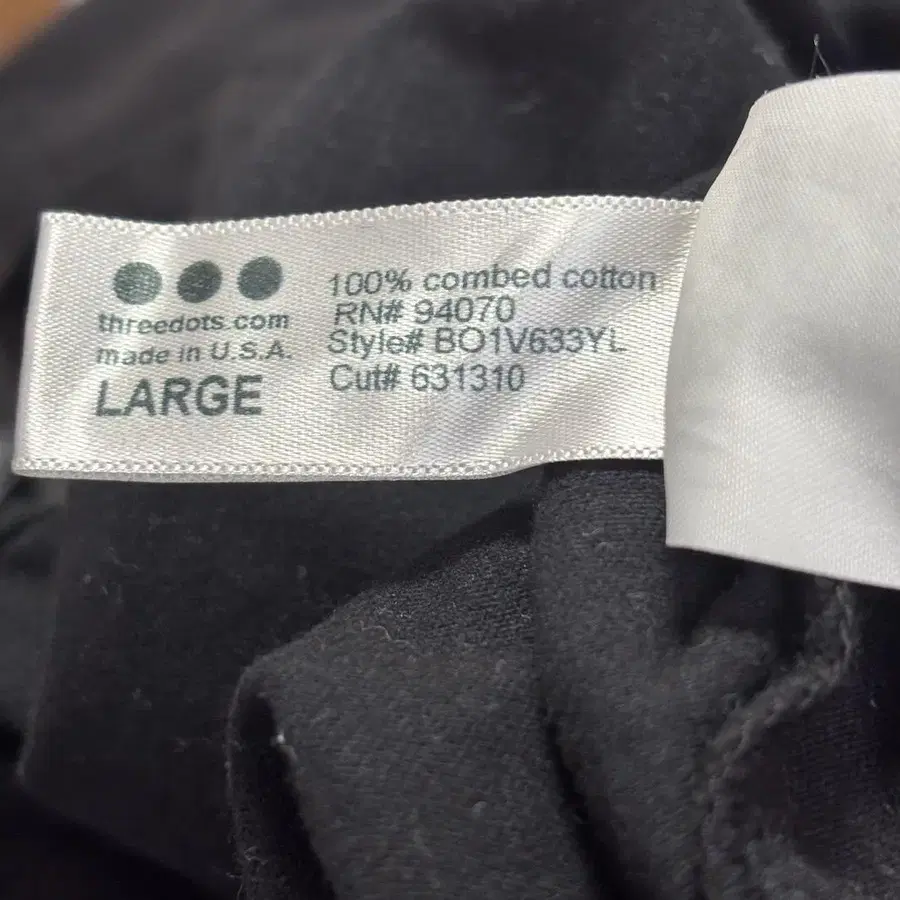 threedots.com
made in U.S.A.
LARGE
100% combed cotton
RN# 94070
Style# BO1V633YL
Cut# 631310